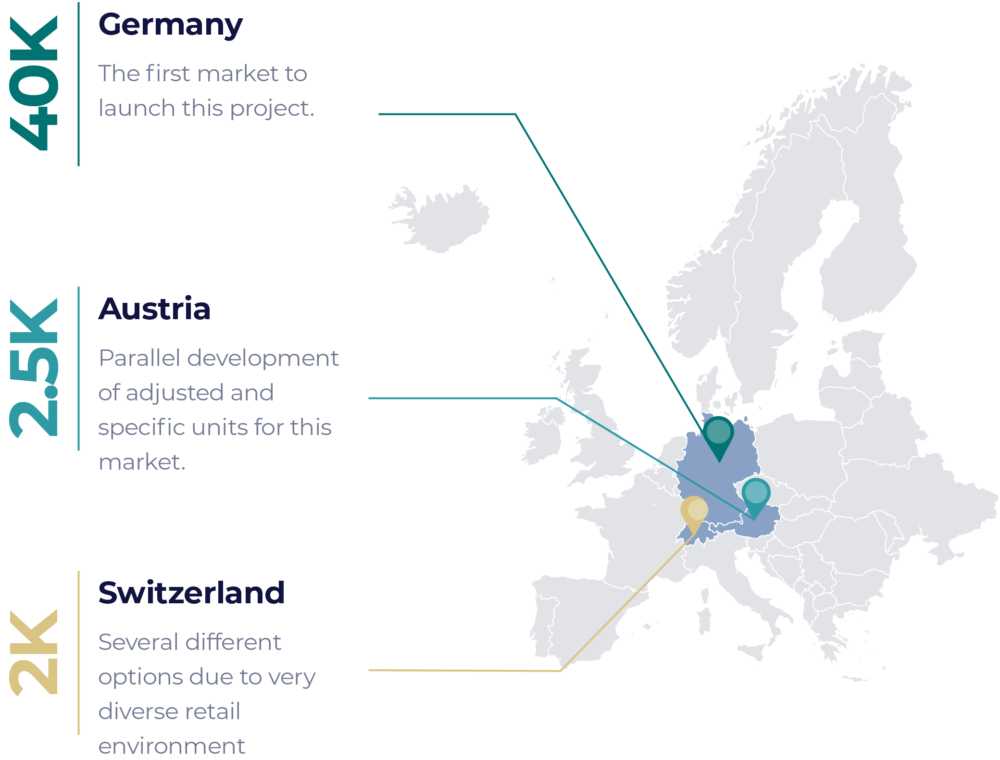 40K
Germany
The first market to
launch this project.
2.5K
Austria
Parallel development
of adjusted and
specific units for this
market.
2K
Switzerland
Several different
options due to very
diverse retail
environment